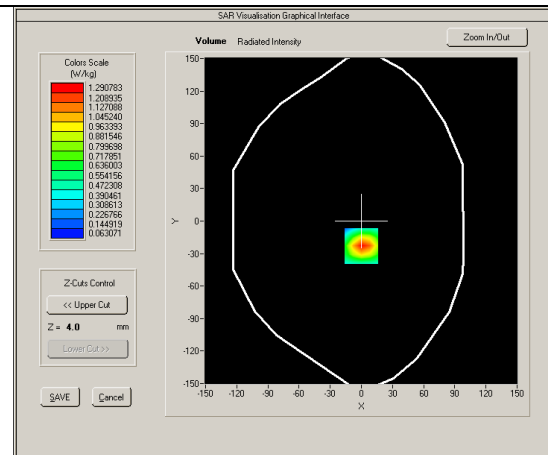 SAR Visualisation Graphical Interface
Volume Radiated Intensity
Zoom In/Out
Colors Scale
(W/kg)
1.290783
1.208935
1.127088
1.045240
0.963393
0.881546
0.799698
0.717851
0.636003
0.554156
0.472308
0.390461
0.308613
0.226766
0.144919
0.063071
Z-Cuts Control
<< Upper Cut
Z = 4.0 mm
Lower Cut >>
SAVE Cancel
150
120
90
60
30
0
-30
-60
-90
-120
-150
Y
-150 -120 -90 -60 -30 0 30 60 90 120 150
X